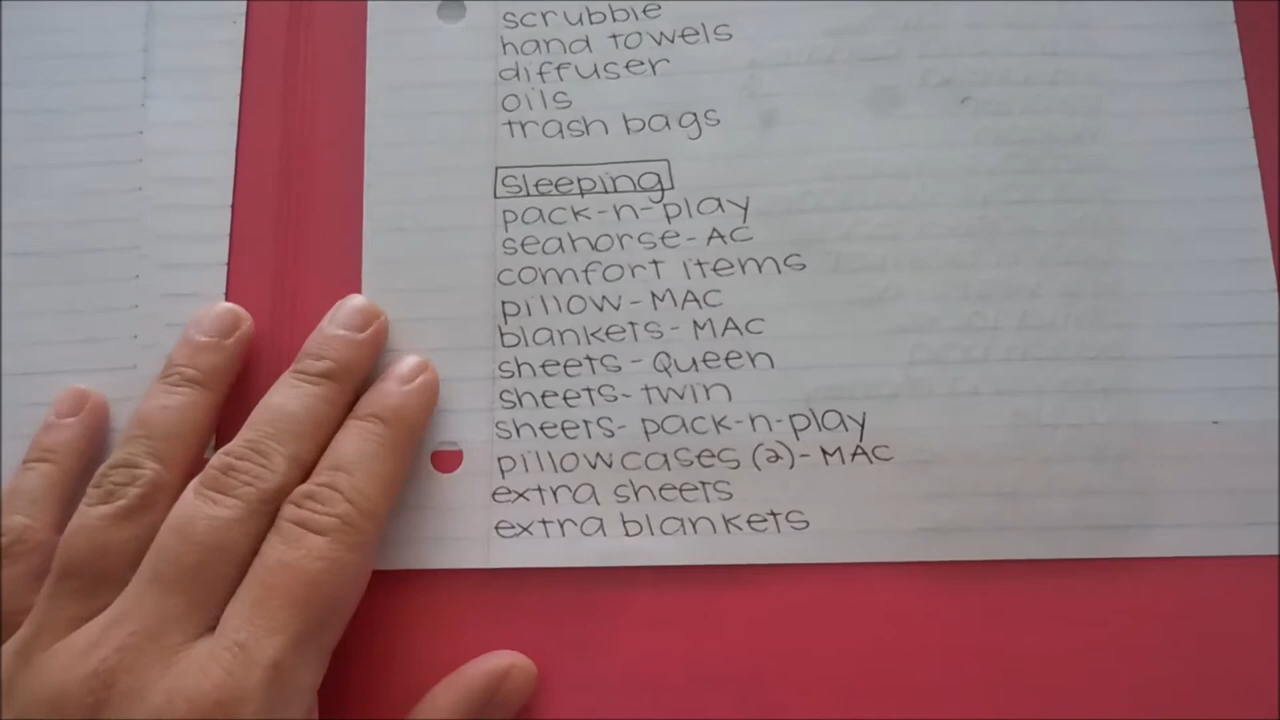 scrubbie
hand towels
diffuser
oils
trash bags
sleeping
pack-n-play
seahorse-AC
comfort items
pillow-MAC
blankets-MAC
sheets-Queen
sheets-twin
sheets-pack-n-play
pillowcases (2)-MAC
extra sheets
extra blankets